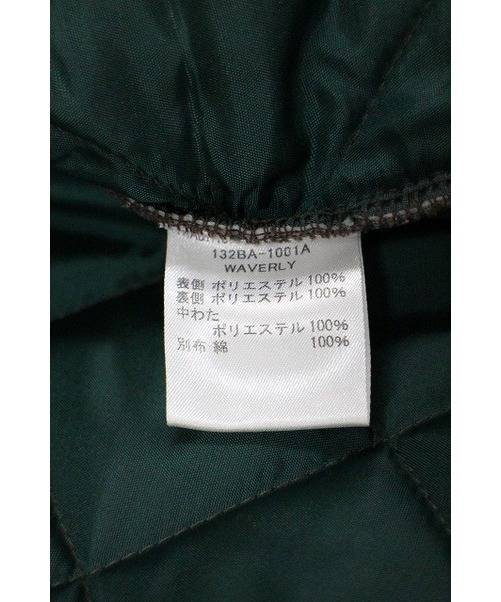 132BA-1001A
WAVERLY
表側 ポリエステル 100%
裏側 ポリエステル 100%
中わた
ポリエステル 100%
別布 綿 100%